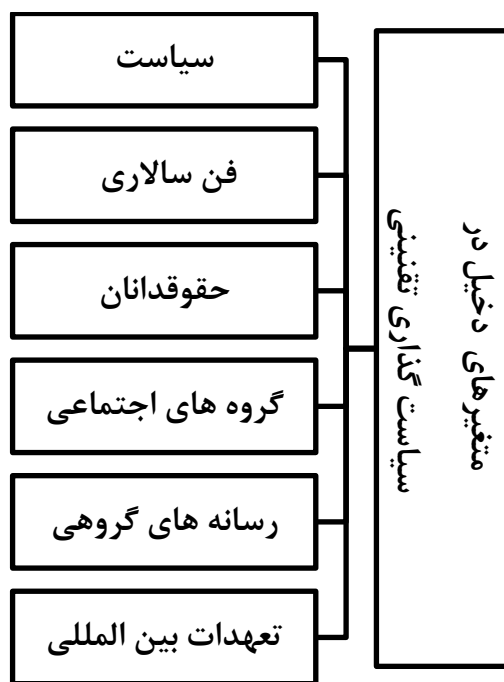 متغیرهای دخیل در
سیاست گذاری تقنینی
سیاست
فن سالاری
حقوقدانان
گروه های اجتماعی
رسانه های گروهی
تعهدات بین المللی